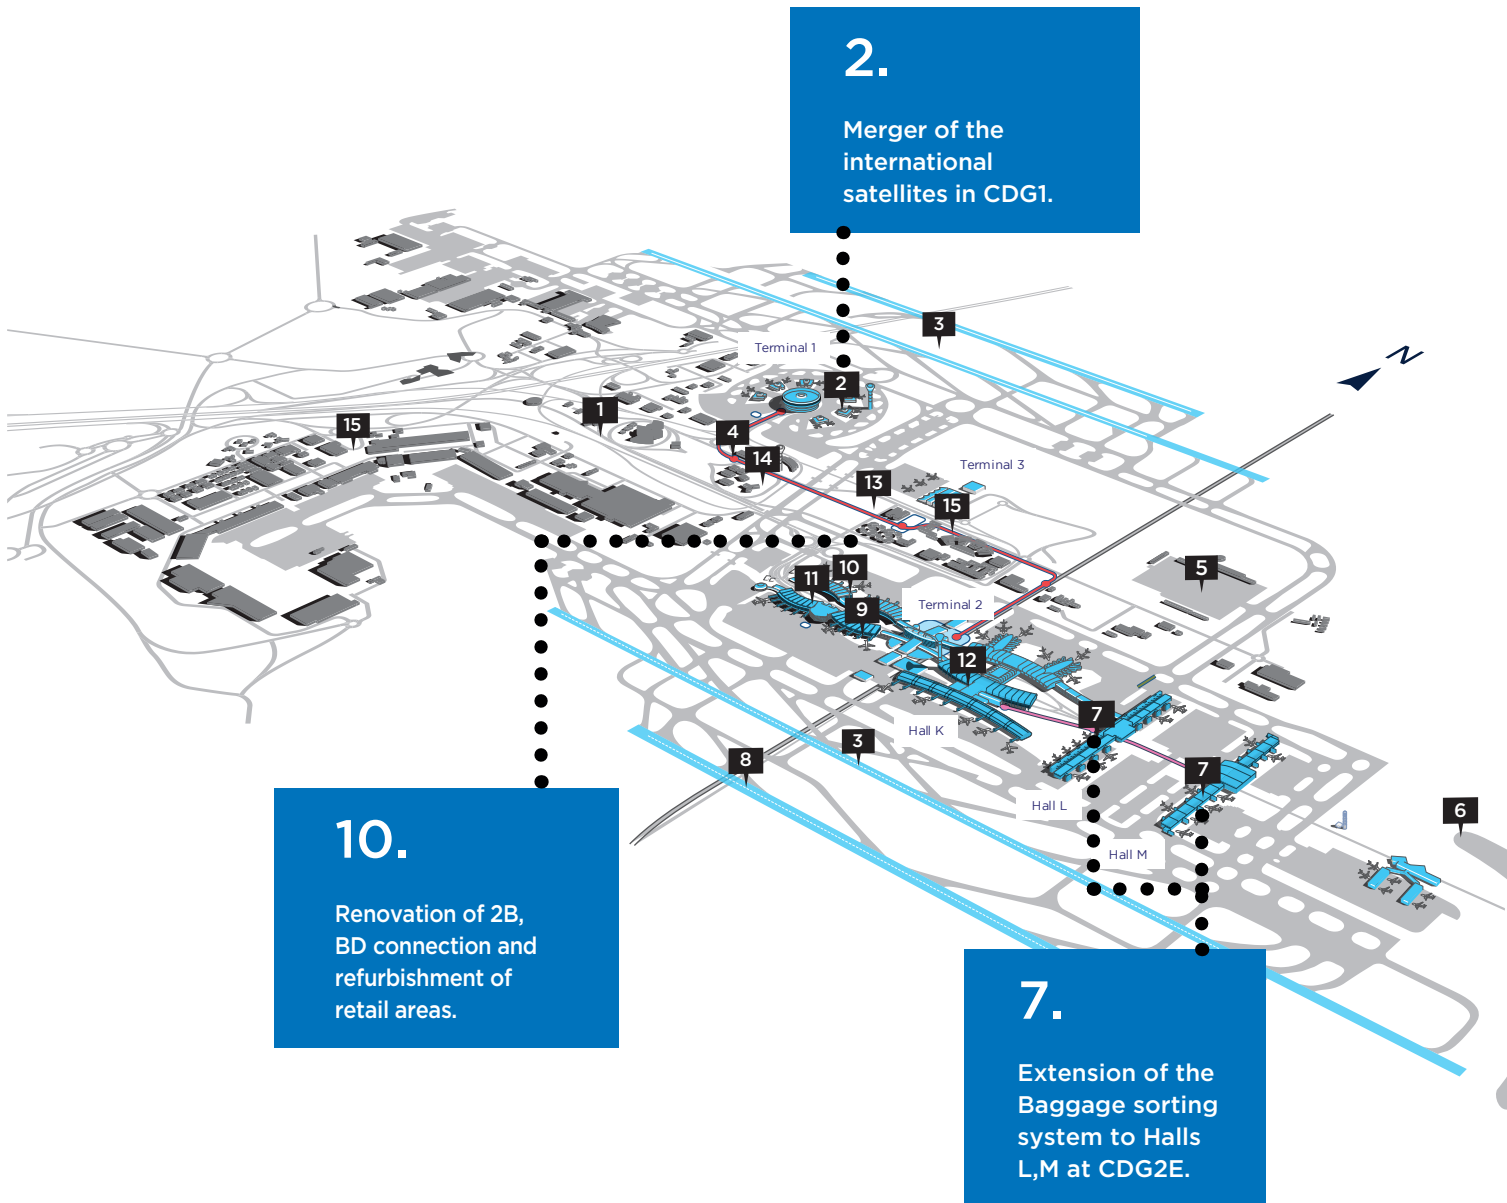 2.
Merger of the
international
satellites in CDG1.
3
Terminal 1
2
1
15
4
14
Terminal 3
13
15
N
5
10
11
9
Terminal 2
12
7
Hall K
3
8
7
Hall L
6
Hall M
10.
Renovation of 2B,
BD connection and
refurbishment of
retail areas.
7.
Extension of the
Baggage sorting
system to Halls
L,M at CDG2E.